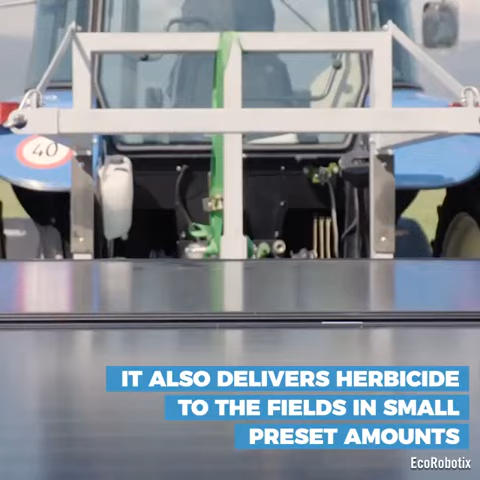 40
IT ALSO DELIVERS HERBICIDE
TO THE FIELDS IN SMALL
PRESET AMOUNTS
EcoRobotix